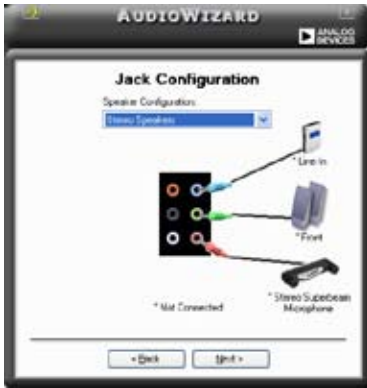 AUDIOWIZARD
ANALOG
DEVICES
Jack Configuration
Speaker Configuration:
Stereo Speakers
* Line-In
* Front
* Stereo Superbeam
Microphone
* Not Connected
< Back
Next >